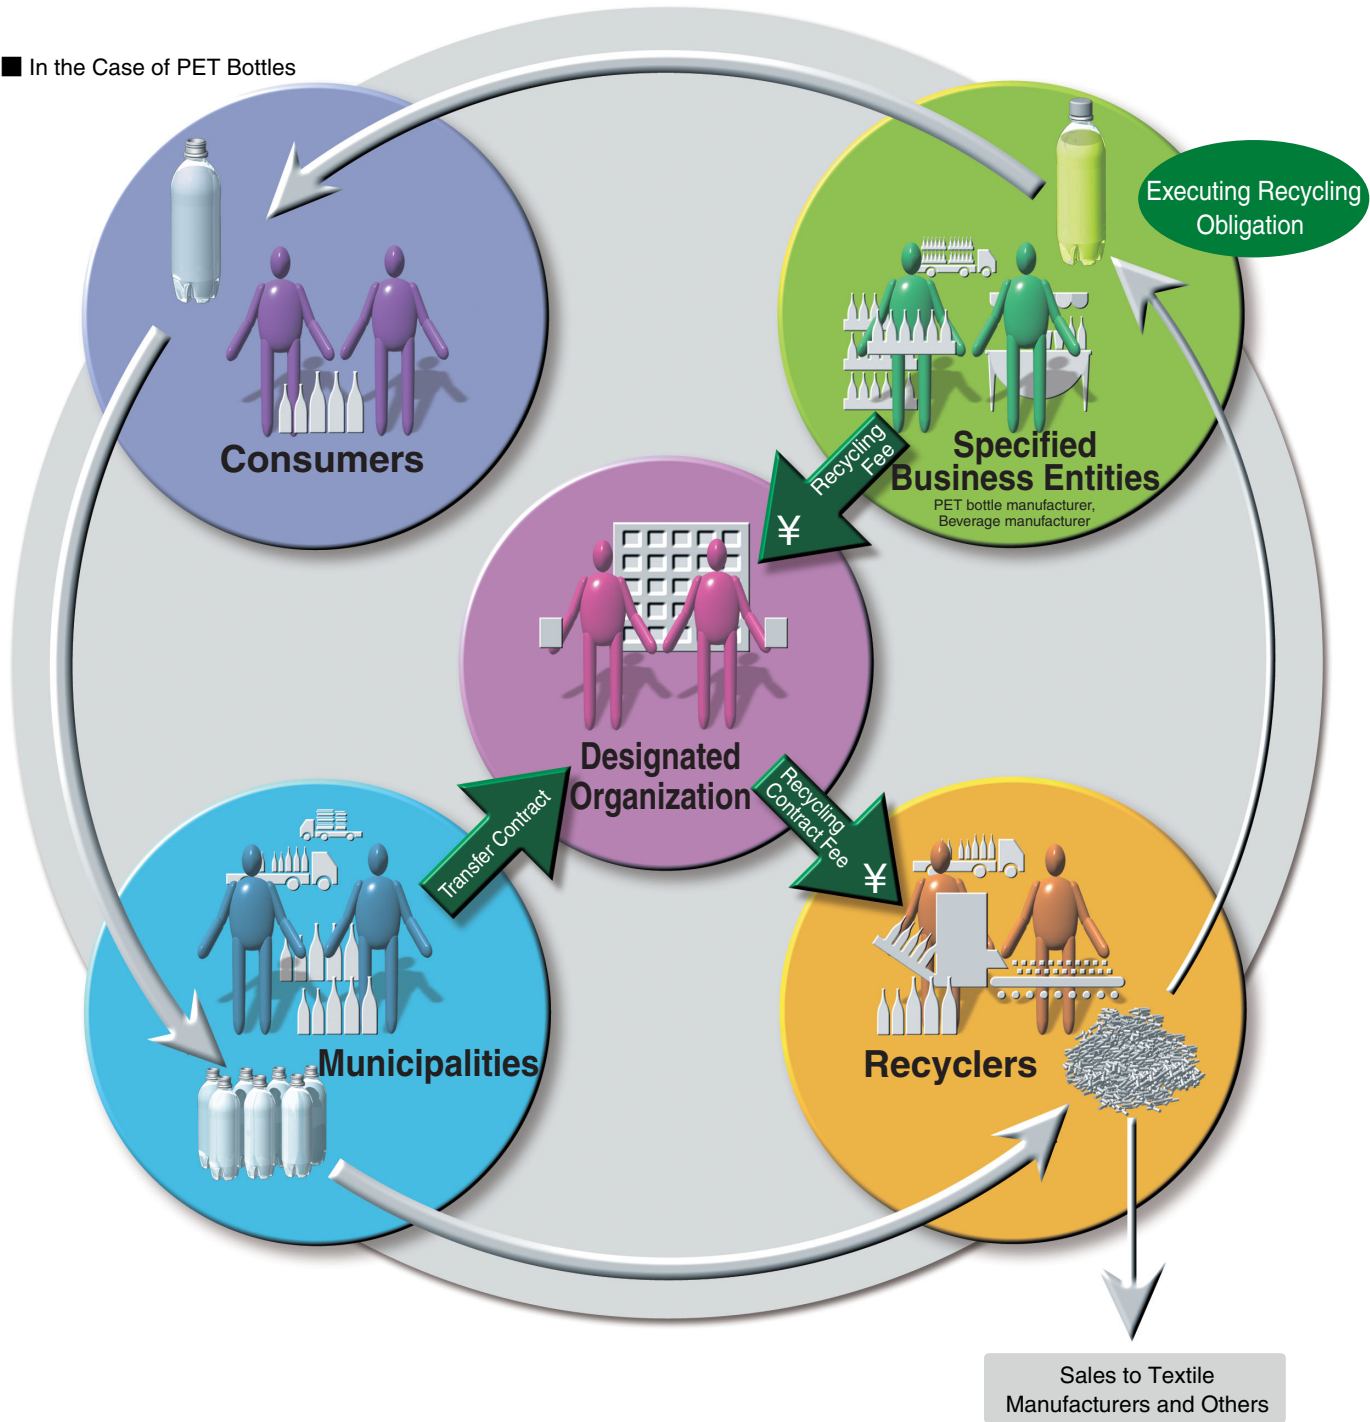 ■ In the Case of PET Bottles
Executing Recycling
Obligation
Consumers
Specified
Business Entities
PET bottle manufacturer,
Beverage manufacturer
Recycling
Fee
¥
Designated
Organization
Transfer Contract
Recycling
Contract Fee
¥
Municipalities
Recyclers
Sales to Textile
Manufacturers and Others